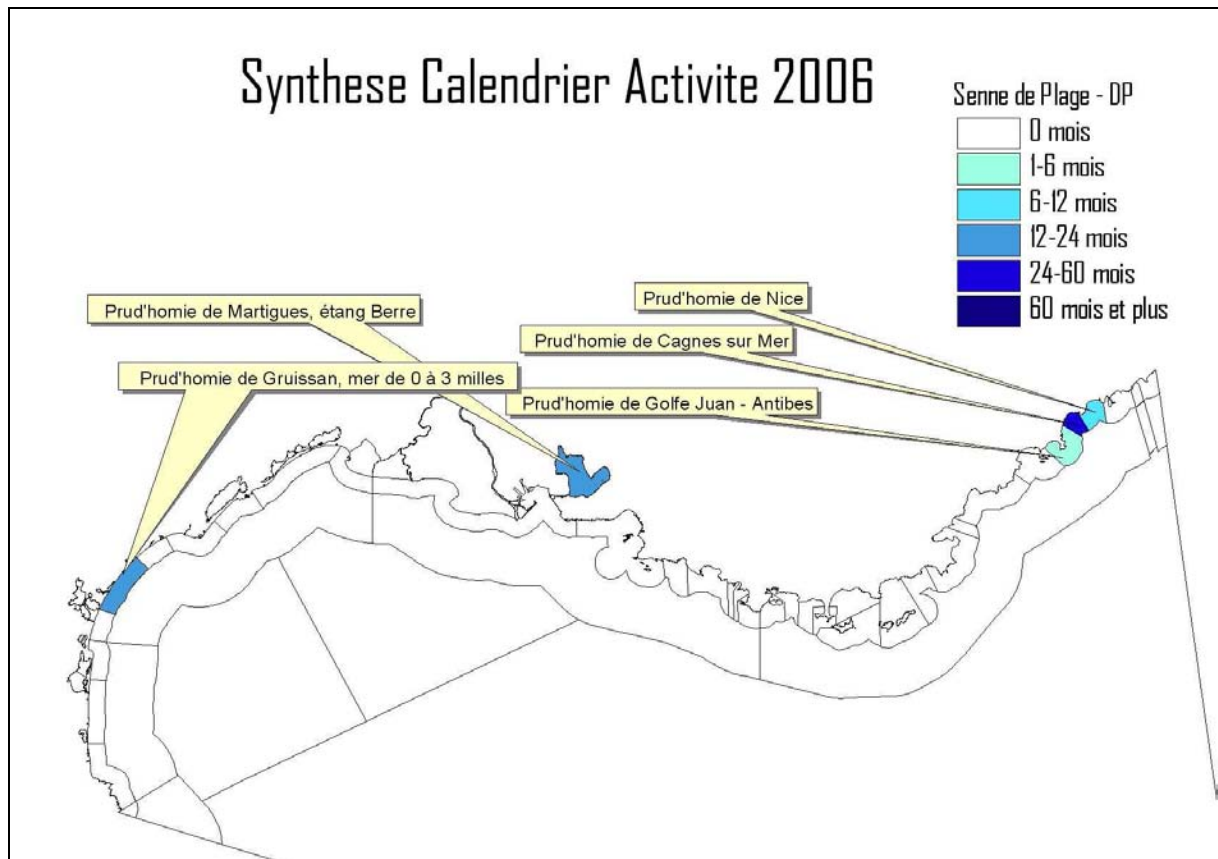 Synthese Calendrier Activite 2006
Senne de Plage - DP
0 mois
1-6 mois
6-12 mois
12-24 mois
24-60 mois
60 mois et plus
Prud'homie de Nice
Prud'homie de Martigues, étang Berre
Prud'homie de Cagnes sur Mer
Prud'homie de Gruissan, mer de 0 à 3 milles
Prud'homie de Golfe Juan - Antibes